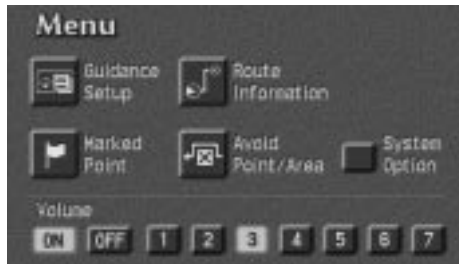 Menu
Guidance
Setup
Route
Information
Marked
Point
Avoid
Point/Area
System
Option
Volume
ON OFF 1 2 3 4 5 6 7